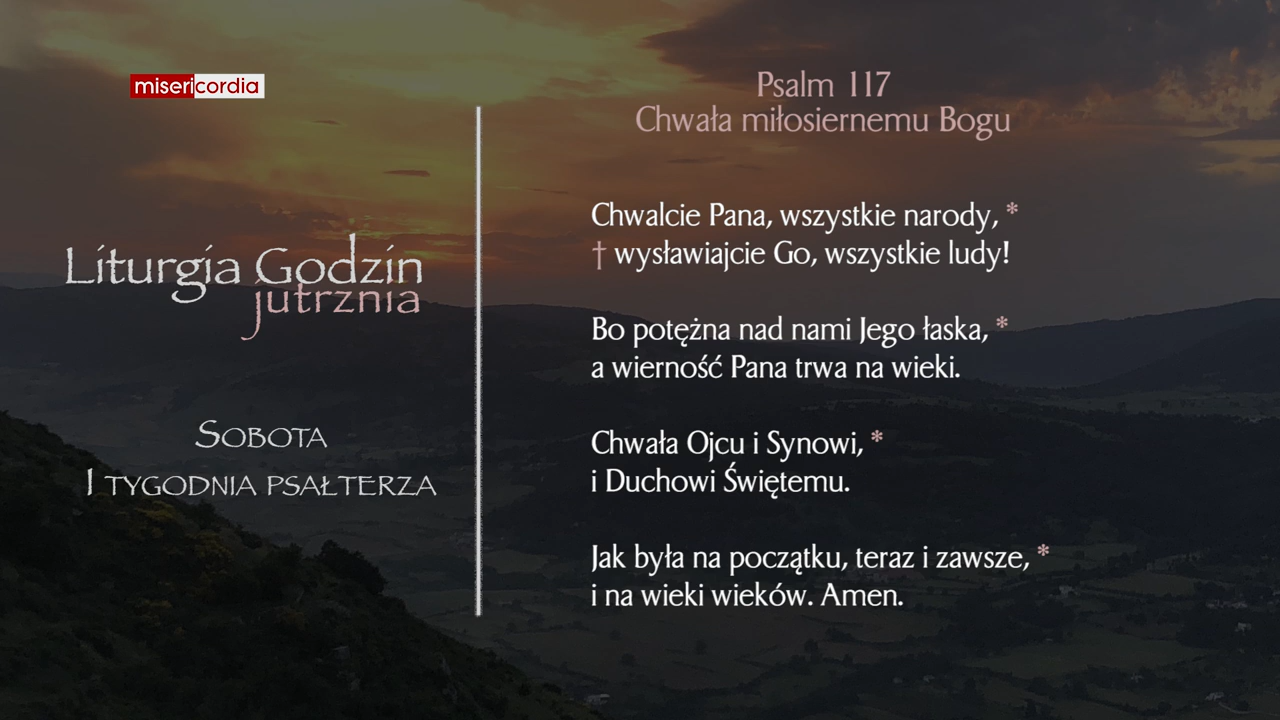 misericordia
Liturgia Godzin
jutrznia
Sobota
I tygodnia psałterza
Psalm 117
Chwała miłosiernemu Bogu
Chwalcie Pana, wszystkie narody, *
† wysławiajcie Go, wszystkie ludy!
Bo potężna nad nami Jego łaska, *
a wierność Pana trwa na wieki.
Chwała Ojcu i Synowi, *
i Duchowi Świętemu.
Jak była na początku, teraz i zawsze, *
i na wieki wieków. Amen.